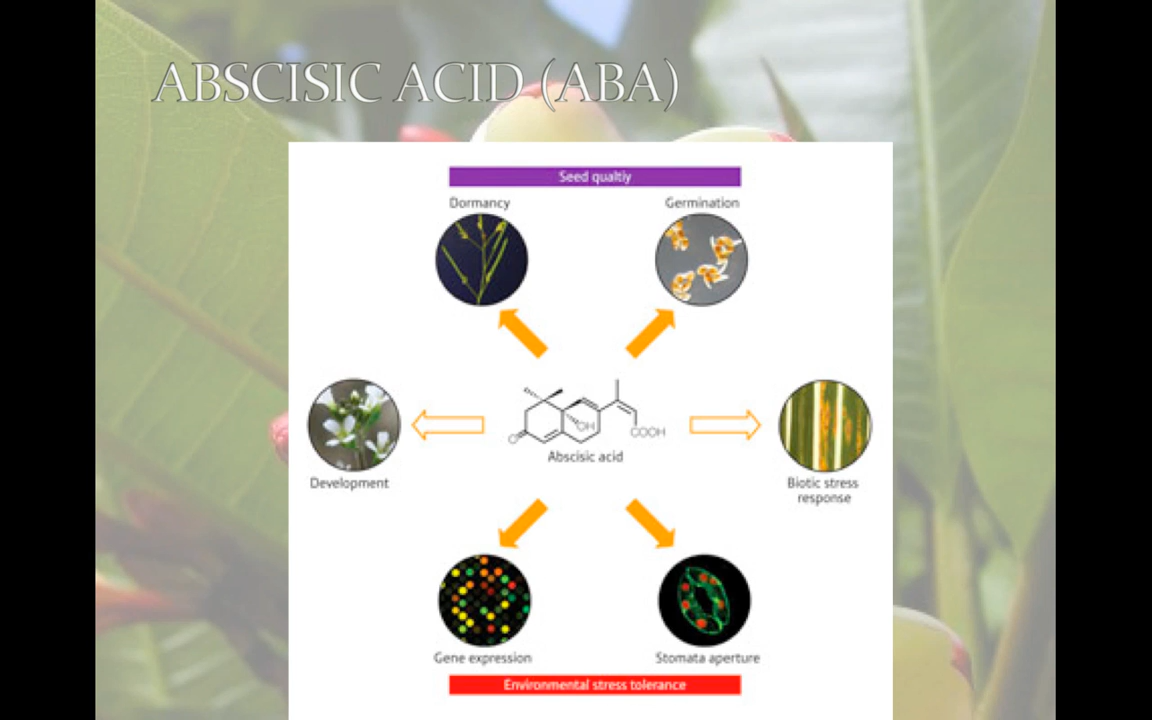 ABSCISIC ACID (ABA)
Seed qualtiy
Dormancy
Germination
O
OH
COOH
Abscisic acid
Development
Biotic stress
response
Gene expression
Stomata aperture
Environmental stress tolerance